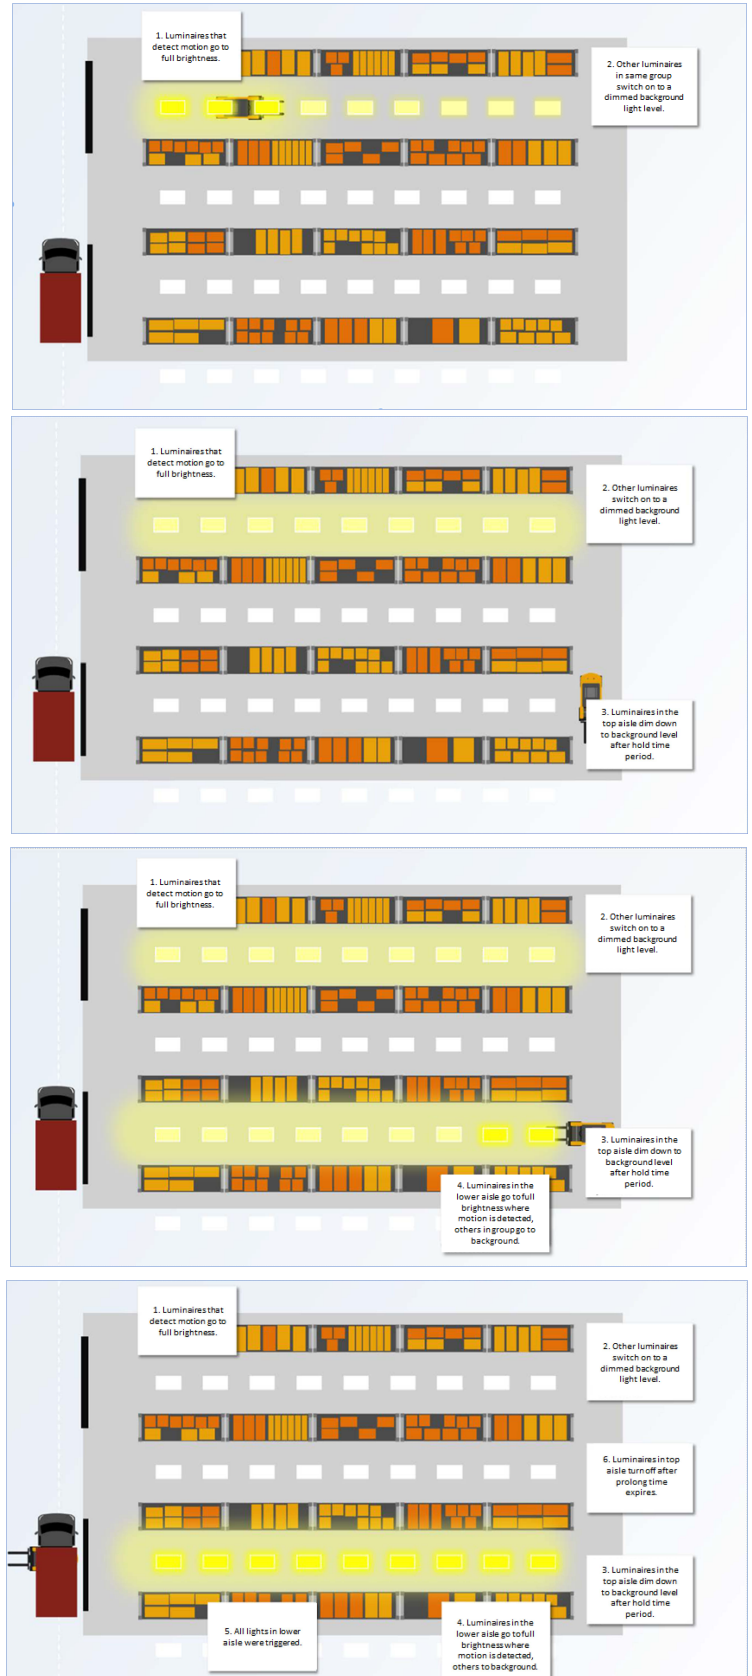 1. Luminaires that
detect motion go to
full brightness.
2. Other luminaires
in same group
switch on to a
dimmed background
light level.
1. Luminaires that
detect motion go to
full brightness.
2. Other luminaires
switch on to a
dimmed background
light level.
3. Luminaires in the
top aisle dim down
to background level
after hold time
period.
1. Luminaires that
detect motion go to
full brightness.
2. Other luminaires
switch on to a
dimmed background
light level.
3. Luminaires in the
top aisle dim down to
background level
after hold time
period.
4. Luminaires in the
lower aisle go to full
brightness where
motion is detected,
others in group go to
background.
1. Luminaires that
detect motion go to
full brightness.
2. Other luminaires
switch on to a
dimmed background
light level.
6. Luminaires in top
aisle turn off after
prolong time
expires.
3. Luminaires in the
top aisle dim down
to background level
after hold time
period.
5. All lights in lower
aisle were triggered.
4. Luminaires in the
lower aisle go to full
brightness where
motion is detected,
others to background.